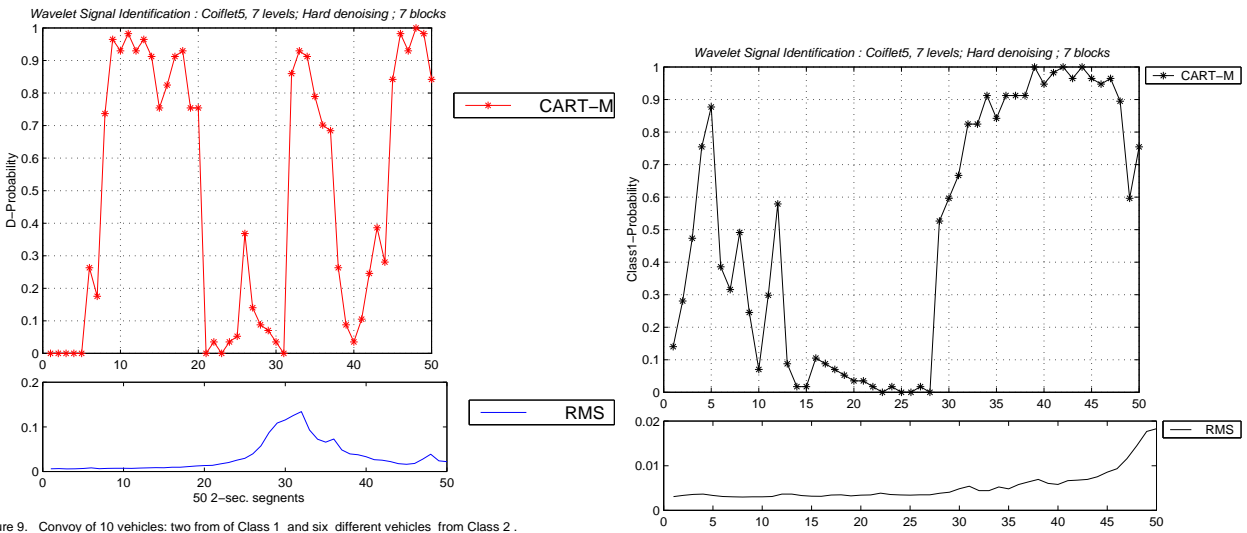 Wavelet Signal Identification : Coiflet5, 7 levels; Hard denoising ; 7 blocks
1
0.9
0.8
0.7
0.6
0.5
0.4
0.3
0.2
0.1
0
D-Probability
0 10 20 30 40 50
CART-M
0.2
0.1
0
0 10 20 30 40 50
50 2-sec. segments
RMS
ure 9. Convoy of 10 vehicles: two from of Class 1 and six different vehicles from Class 2 .
Wavelet Signal Identification : Coiflet5, 7 levels; Hard denoising ; 7 blocks
1
0.9
0.8
0.7
0.6
0.5
0.4
0.3
0.2
0.1
0
Class1-Probability
0 5 10 15 20 25 30 35 40 45 50
CART-M
0.02
0.01
0
0 5 10 15 20 25 30 35 40 45 50
RMS